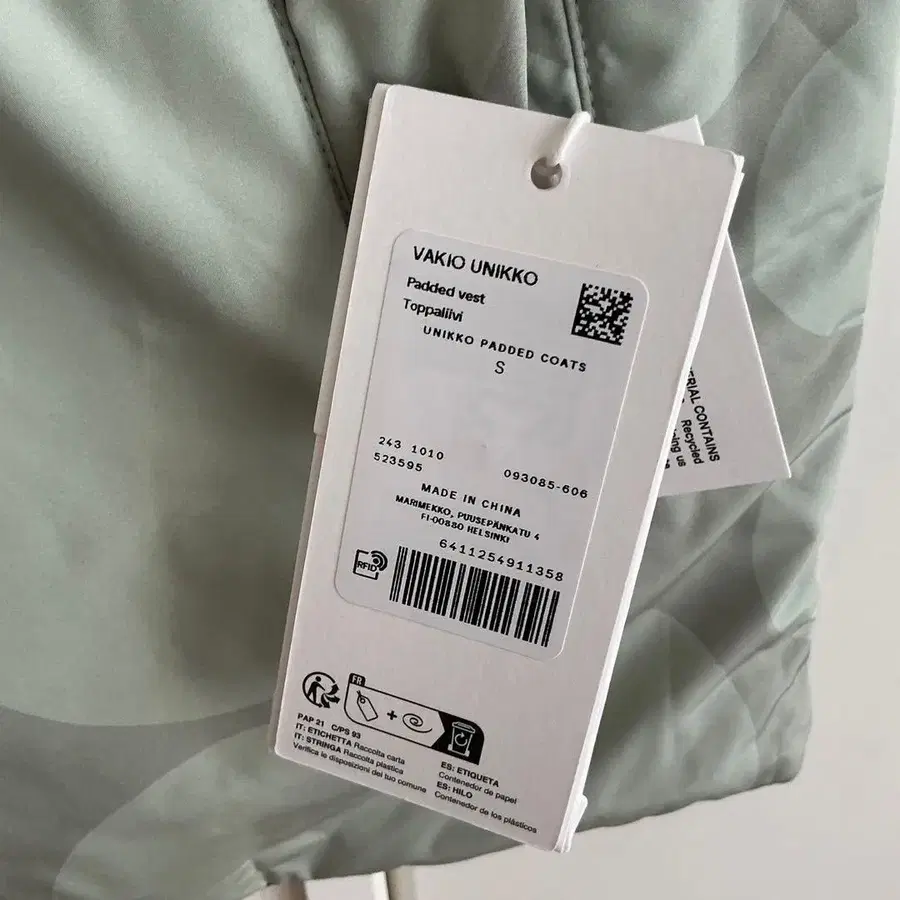 VAKIO UNIKKO
Padded vest
Toppaliivi
UNIKKO PADDED COATS
S
243 1010
523595
093085-606
MADE IN CHINA
MARIMEKKO, PUUSEPÄNKATU 4
FI-00880 HELSINKI
6411254911358
RFID
FR
PAP 21 C/PS 93
IT: ETICHETTA Raccolta carta
IT: STRINGA Raccolta plastica
Verifica le disposizioni del tuo comune
ES: ETIQUETA
Contenedor de papel
ES: HILO
Contenedor de los plásticos
CONTAINS
Recycled
us